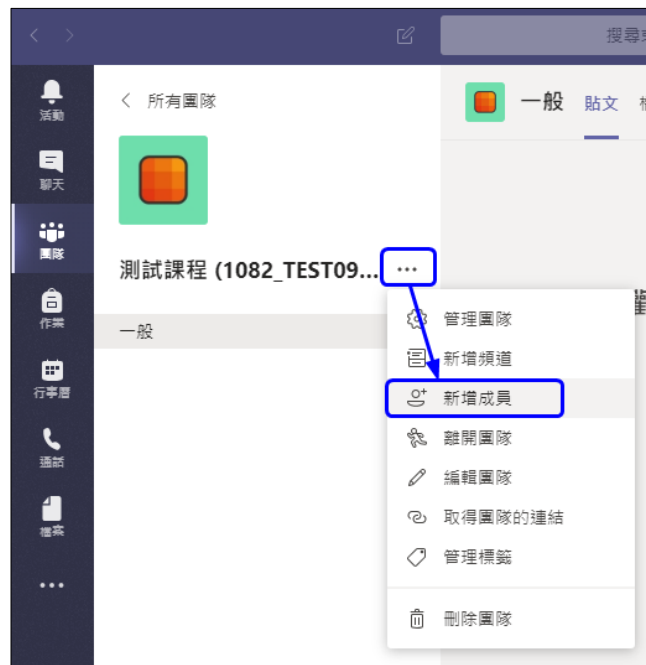 搜尋
活動
聊天
團隊
作業
行事曆
通話
檔案
所有團隊
測試課程 (1082_TEST09...
一般
一般
貼文
管理團隊
新增頻道
新增成員
離開團隊
編輯團隊
取得團隊的連結
管理標籤
刪除團隊